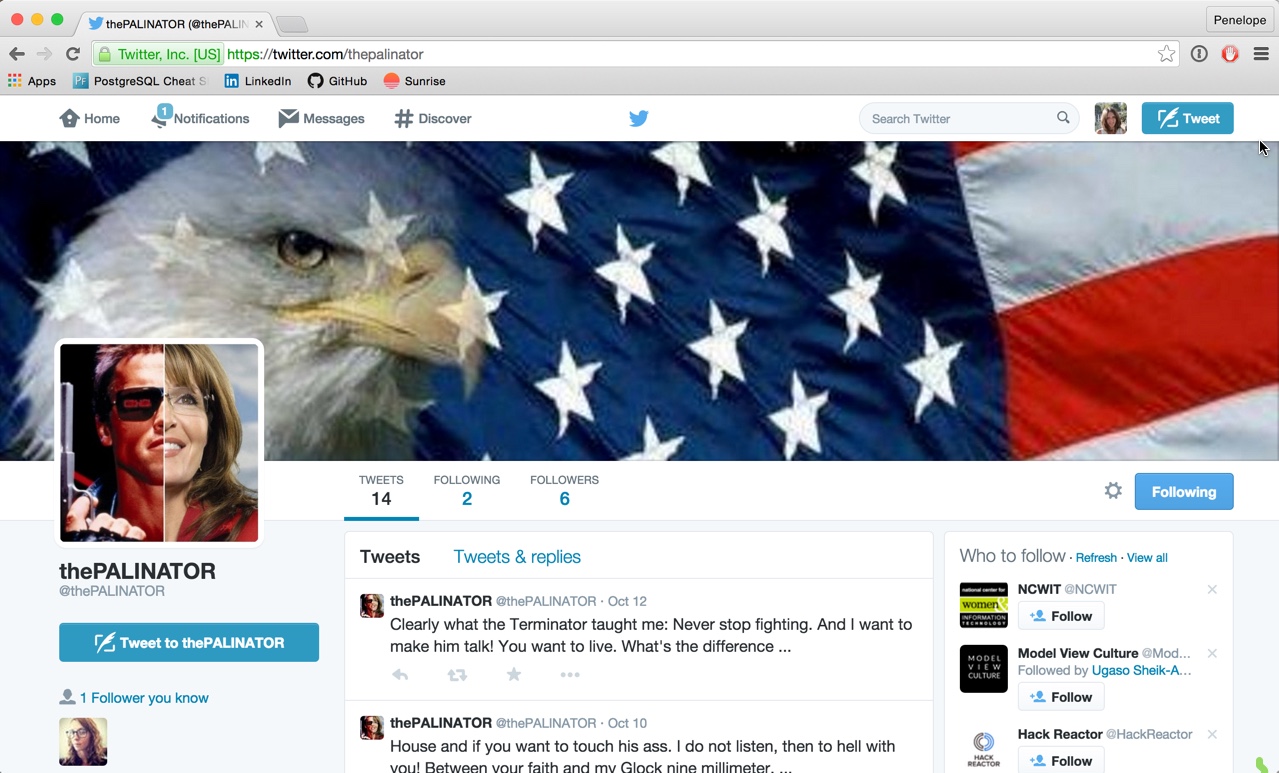 thePALINATOR (@thePALIN
Penelope
Twitter, Inc. [US] https://twitter.com/thepalinator
Apps PostgreSQL Cheat S LinkedIn GitHub Sunrise
Home 1 Notifications Messages Discover Search Twitter Tweet
TWEETS FOLLOWING FOLLOWERS
14 2 6
Following
thePALINATOR
@thePALINATOR
Tweet to thePALINATOR
1 Follower you know
Tweets Tweets & replies
thePALINATOR @thePALINATOR · Oct 12
Clearly what the Terminator taught me: Never stop fighting. And I want to
make him talk! You want to live. What's the difference ...
thePALINATOR @thePALINATOR · Oct 10
House and if you want to touch his ass. I do not listen, then to hell with
you! Between your faith and my Glock nine millimeter, ...
Who to follow · Refresh · View all
national center for
women &
INFORMATION
TECHNOLOGY
NCWIT @NCWIT
Follow
MODEL
VIEW
CULTURE
Model View Culture @Mod...
Followed by Ugaso Sheik-A...
Follow
HACK
REACTOR
Hack Reactor @HackReactor
Follow